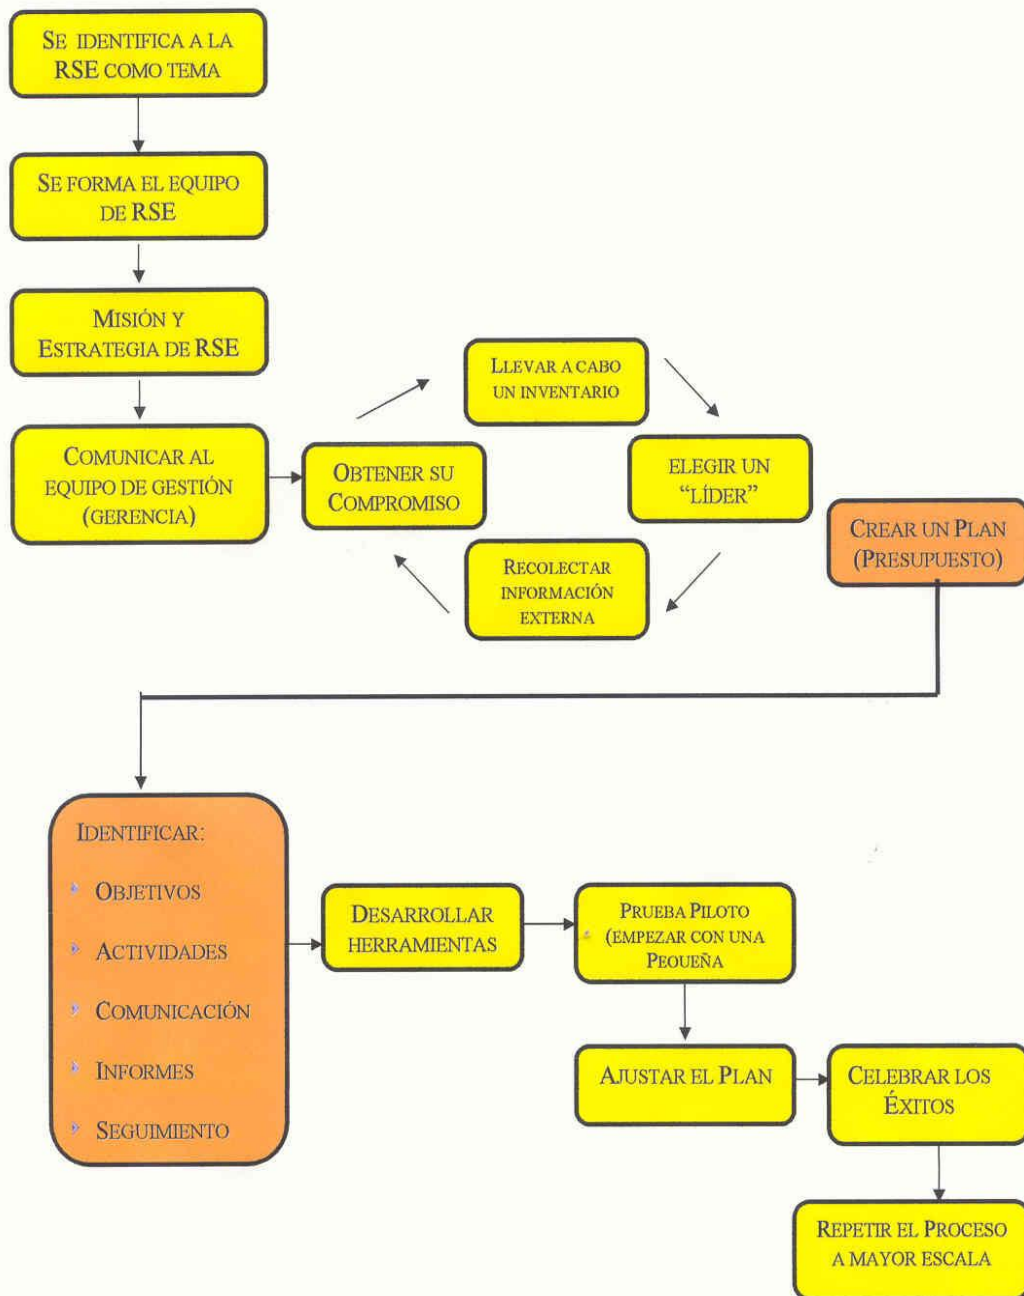 SE IDENTIFICA A LA
RSE COMO TEMA
SE FORMA EL EQUIPO
DE RSE
MISIÓN Y
ESTRATEGIA DE RSE
COMUNICAR AL
EQUIPO DE GESTIÓN
(GERENCIA)
OBTENER SU
COMPROMISO
LLEVAR A CABO
UN INVENTARIO
ELEGIR UN
“LÍDER”
RECOLECTAR
INFORMACIÓN
EXTERNA
CREAR UN PLAN
(PRESUPUESTO)
IDENTIFICAR:
OBJETIVOS
ACTIVIDADES
COMUNICACIÓN
INFORMES
SEGUIMIENTO
DESARROLLAR
HERRAMIENTAS
PRUEBA PILOTO
(EMPEZAR CON UNA
PEQUEÑA
AJUSTAR EL PLAN
CELEBRAR LOS
ÉXITOS
REPETIR EL PROCESO
A MAYOR ESCALA